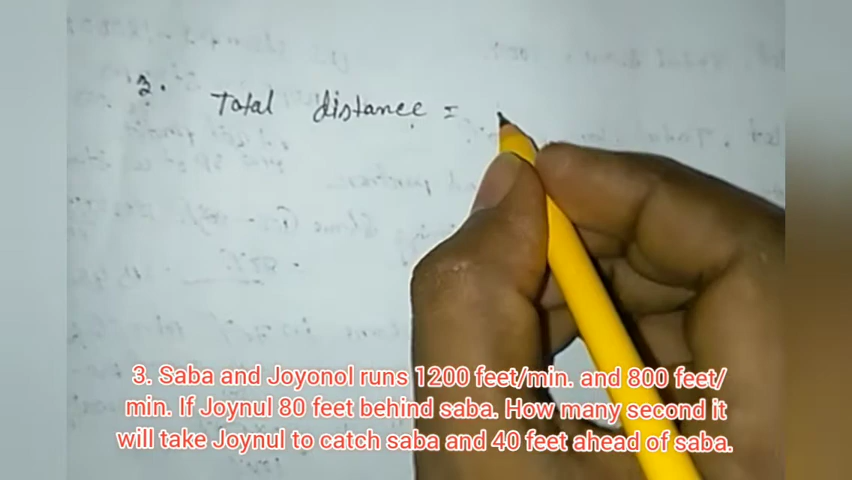 3. Total distance =
3. Saba and Joyonol runs 1200 feet/min. and 800 feet/
min. If Joynul 80 feet behind saba. How many second it
will take Joynul to catch saba and 40 feet ahead of saba.